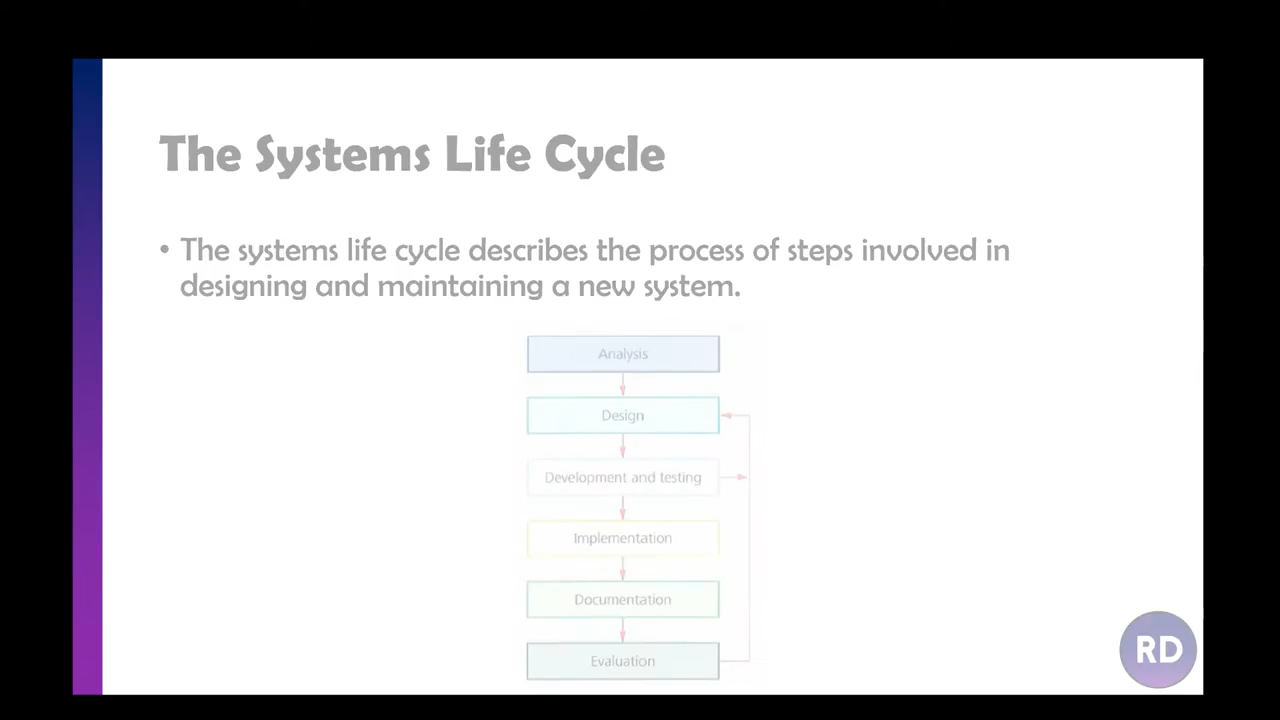 The Systems Life Cycle
• The systems life cycle describes the process of steps involved in
designing and maintaining a new system.
Analysis
Design
Development and testing
Implementation
Documentation
Evaluation
RD